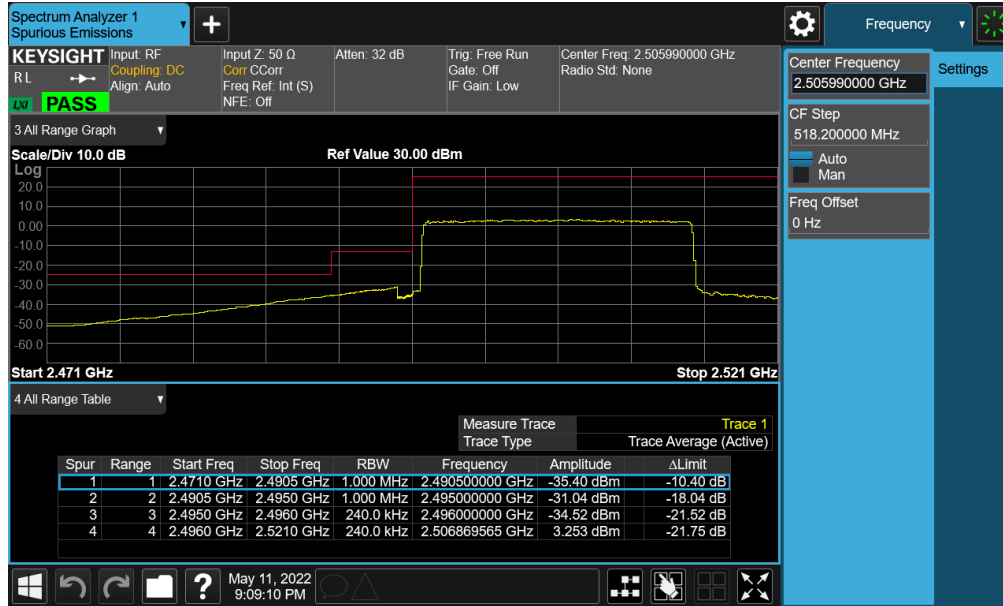 Spectrum Analyzer 1
Spurious Emissions
+
Frequency
KEYSIGHT
RL
LXI
PASS
Input: RF
Coupling: DC
Align: Auto
Input Z: 50 Ω
Corr CCorr
Freq Ref: Int (S)
NFE: Off
Atten: 32 dB
Trig: Free Run
Gate: Off
IF Gain: Low
Center Freq: 2.505990000 GHz
Radio Std: None
Center Frequency
2.505990000 GHz
Settings
CF Step
518.200000 MHz
Auto
Man
Freq Offset
0 Hz
3 All Range Graph
Scale/Div 10.0 dB
Ref Value 30.00 dBm
Log
20.0
10.0
0.00
-10.0
-20.0
-30.0
-40.0
-50.0
-60.0
Start 2.471 GHz
Stop 2.521 GHz
4 All Range Table
Measure Trace Trace 1
Trace Type Trace Average (Active)
Spur Range Start Freq Stop Freq RBW Frequency Amplitude ΔLimit
1 1 2.4710 GHz 2.4905 GHz 1.000 MHz 2.490500000 GHz -35.40 dBm -10.40 dB
2 2 2.4905 GHz 2.4950 GHz 1.000 MHz 2.495000000 GHz -31.04 dBm -18.04 dB
3 3 2.4950 GHz 2.4960 GHz 240.0 kHz 2.496000000 GHz -34.52 dBm -21.52 dB
4 4 2.4960 GHz 2.5210 GHz 240.0 kHz 2.506869565 GHz 3.253 dBm -21.75 dB
?
May 11, 2022
9:09:10 PM